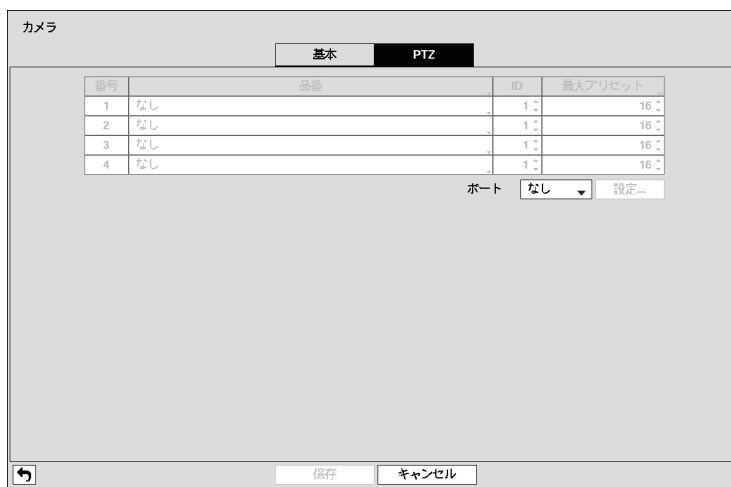 カメラ
基本 PTZ
番号 品番 ID 最大プリセット
1 なし 1 16
2 なし 1 16
3 なし 1 16
4 なし 1 16
ポート なし 設定...
保存 キャンセル